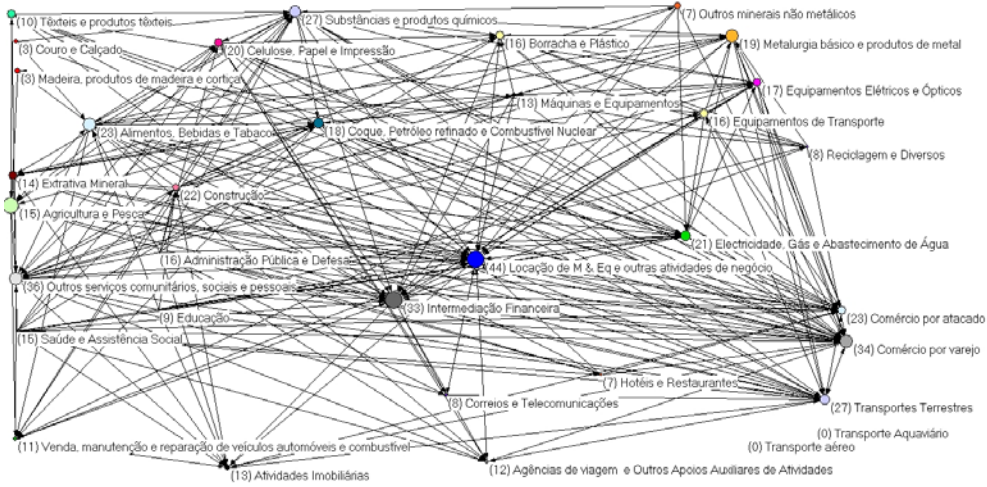 (10) Têxteis e produtos têxteis
(27) Substâncias e produtos químicos
(7) Outros minerais não metálicos
(3) Couro e Calçado
(20) Celulose, Papel e Impressão
(16) Borracha e Plástico
(19) Metalurgia básico e produtos de metal
(3) Madeira, produtos de madeira e cortiça
(17) Equipamentos Elétricos e Ópticos
(13) Máquinas e Equipamentos
(23) Alimentos, Bebidas e Tabaco
(18) Coque, Petróleo refinado e Combustível Nuclear
(16) Equipamentos de Transporte
(8) Reciclagem e Diversos
(14) Extrativa Mineral
(22) Construção
(15) Agricultura e Pesca
(21) Electricidade, Gás e Abastecimento de Água
(16) Administração Pública e Defesa
(44) Locação de M & Eq e outras atividades de negócio
(36) Outros serviços comunitários, sociais e pessoais
(33) Intermediação Financeira
(9) Educação
(23) Comércio por atacado
(15) Saúde e Assistência Social
(34) Comércio por varejo
(7) Hotéis e Restaurantes
(8) Correios e Telecomunicações
(27) Transportes Terrestres
(0) Transporte Aquaviário
(11) Venda, manutenção e reparação de veículos automóveis e combustível
(0) Transporte aéreo
(13) Atividades Imobiliárias
(12) Agências de viagem e Outros Apoios Auxiliares de Atividades